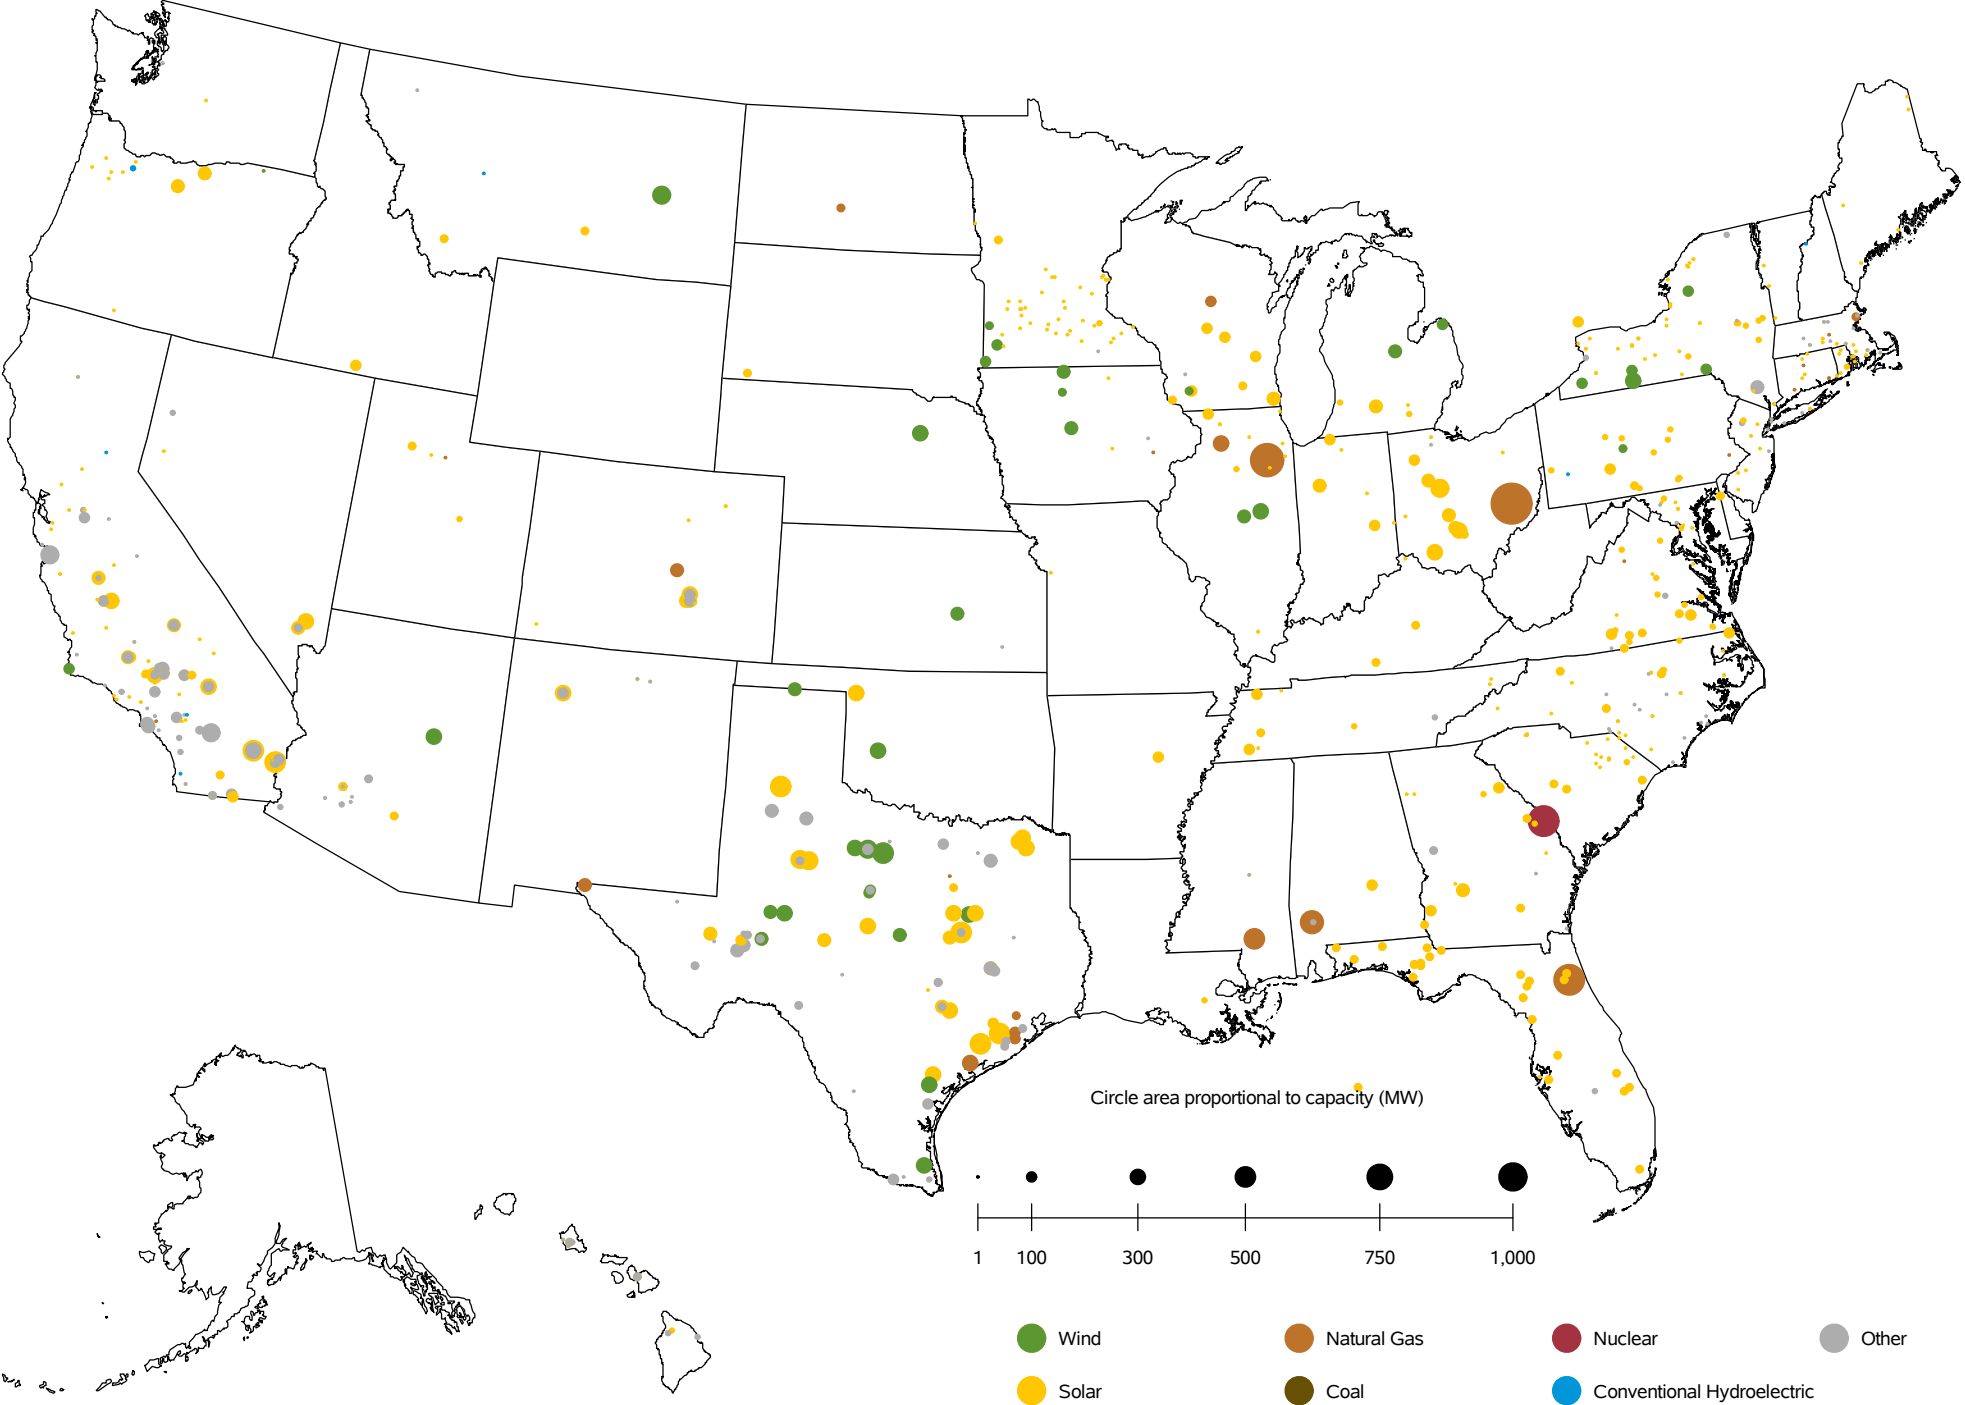 Circle area proportional to capacity (MW)
1 100 300 500 750 1,000
Wind Natural Gas Nuclear Other
Solar Coal Conventional Hydroelectric